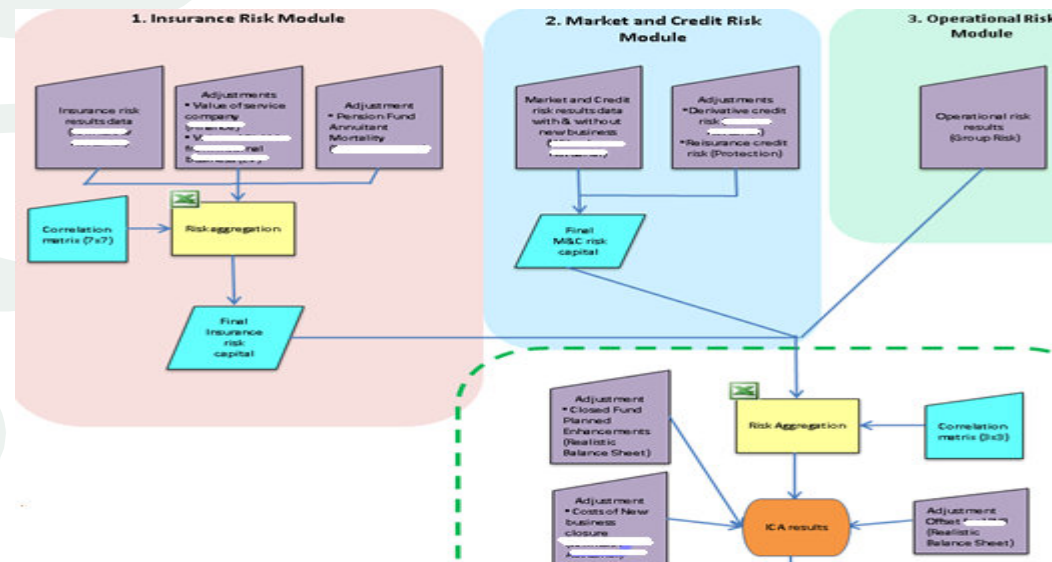 1. Insurance Risk Module
2. Market and Credit Risk
Module
3. Operational Risk
Module
Insurance risk
results data
Adjustments
• Value of service
company
Adjustment
• Pension Fund
Annuitant
Mortality
Market and Credit
risk results data
with & without
new business
Adjustments
• Derivative credit
risk
• Reisurance credit
risk (Protection)
Operational risk
results
(Group Risk)
Correlation
matrix (7x7)
Risk aggregation
Final
M&C risk
capital
Final
Insurance
risk
capital
Adjustment
• Closed Fund
Planned
Enhancements
(Realistic
Balance Sheet)
Risk Aggregation
Correlation
matrix (3x3)
Adjustment
• Costs of New
business
closure
ICA results
Adjustment
Offset
(Realistic
Balance Sheet)